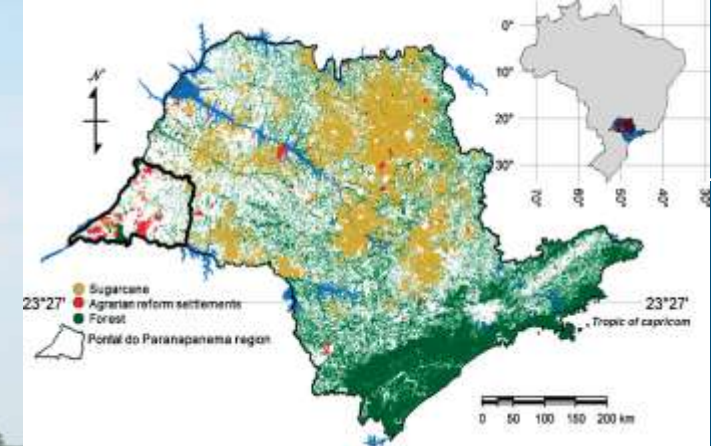 N
0°
10°
20°
30°
70° 60° 50° 40° 30°
Sugarcane
23°27' Agrarian reform settlements 23°27'
Forest
Tropic of capricorn
Pontal do Paranapanema region
0 50 100 150 200 km